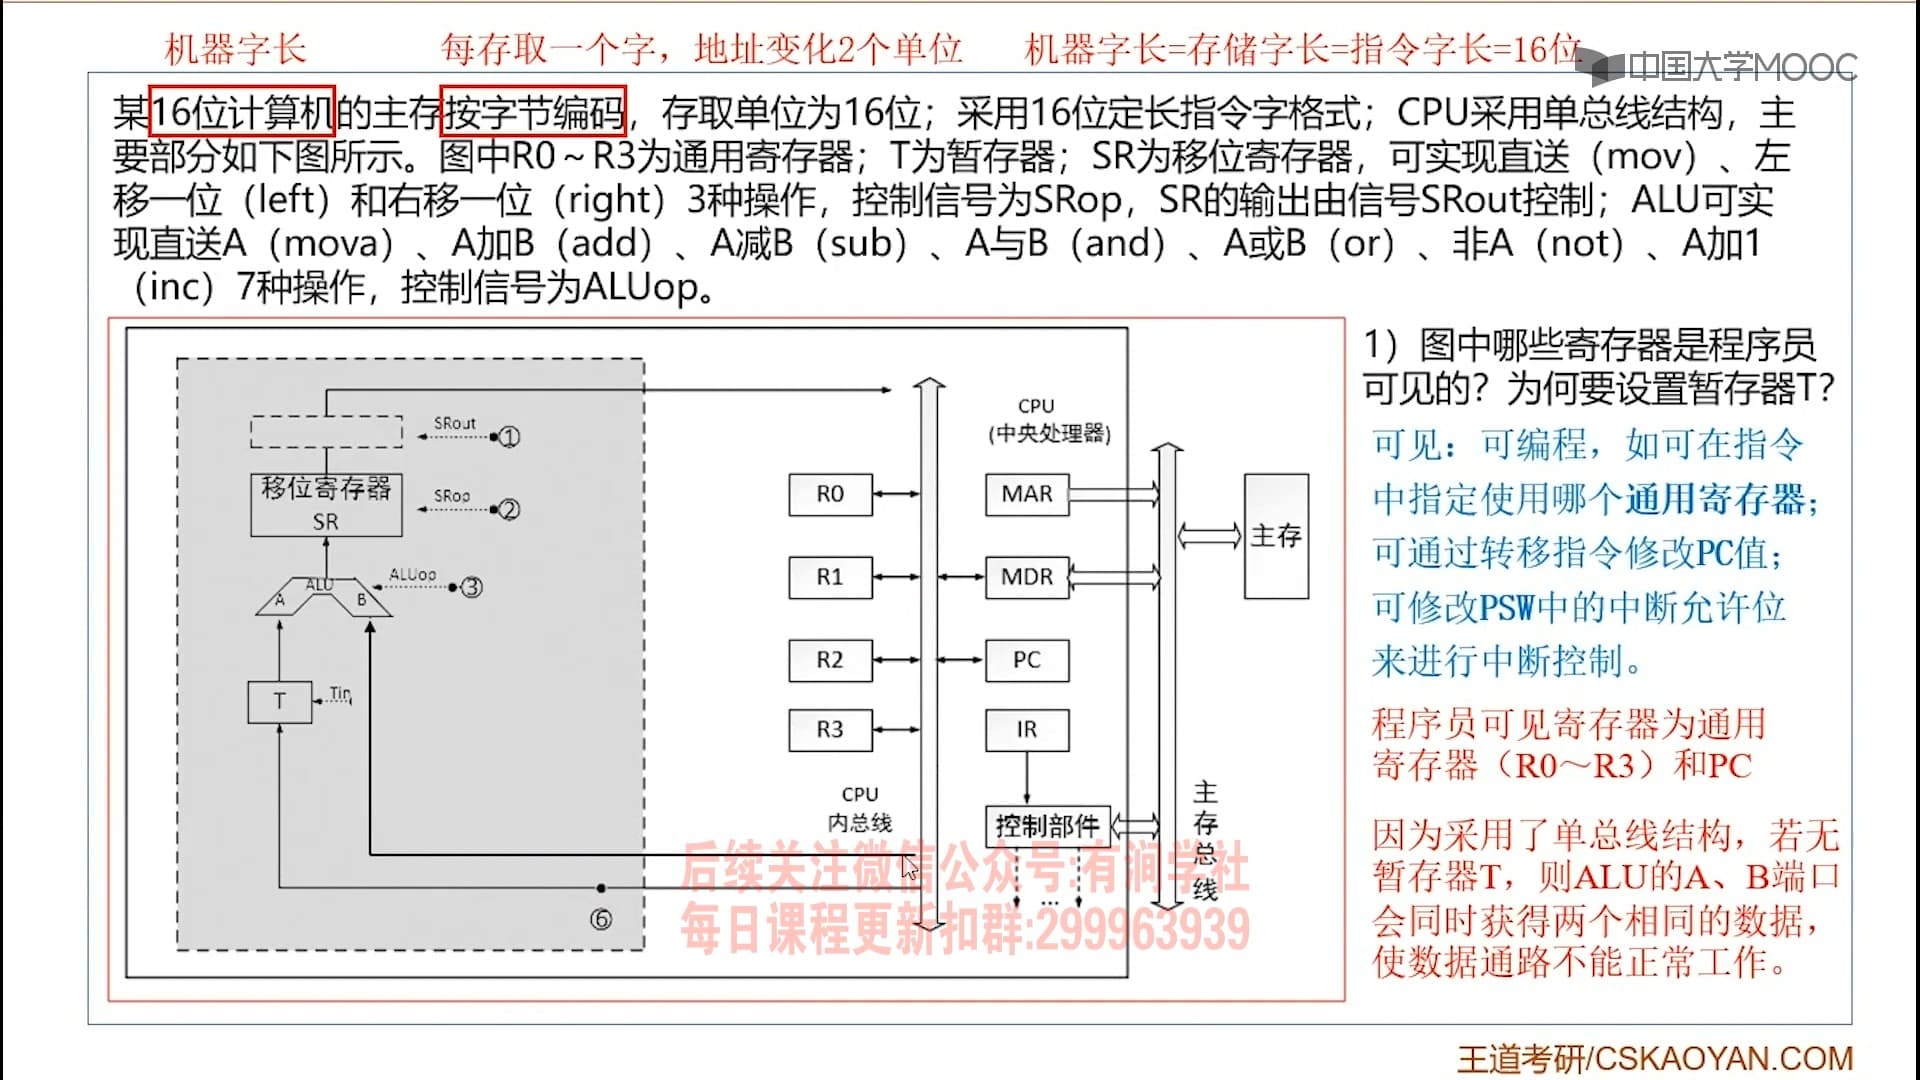 机器字长
每存取一个字，地址变化2个单位
机器字长=存储字长=指令字长=16位
中国大学MOOC
某16位计算机的主存按字节编码，存取单位为16位；采用16位定长指令字格式；CPU采用单总线结构，主
要部分如下图所示。图中R0～R3为通用寄存器；T为暂存器；SR为移位寄存器，可实现直送（mov）、左
移一位（left）和右移一位（right）3种操作，控制信号为SRop，SR的输出由信号SRout控制；ALU可实
现直送A（mova）、A加B（add）、A减B（sub）、A与B（and）、A或B（or）、非A（not）、A加1
（inc）7种操作，控制信号为ALUop。
SRout
①
移位寄存器
SR
SRop
②
ALU
A
B
ALUop
③
T
Tin
⑥
R0
R1
R2
R3
CPU
内总线
CPU
(中央处理器)
MAR
MDR
PC
IR
控制部件
...
主存总线
主存
1）图中哪些寄存器是程序员
可见的？为何要设置暂存器T？
可见：可编程，如可在指令
中指定使用哪个通用寄存器；
可通过转移指令修改PC值；
可修改PSW中的中断允许位
来进行中断控制。
程序员可见寄存器为通用
寄存器（R0～R3）和PC
因为采用了单总线结构，若无
暂存器T，则ALU的A、B端口
会同时获得两个相同的数据，
使数据通路不能正常工作。
后续关注微信公众号:有润学社
每日课程更新扣群:299963939
王道考研/CSKAOYAN.COM